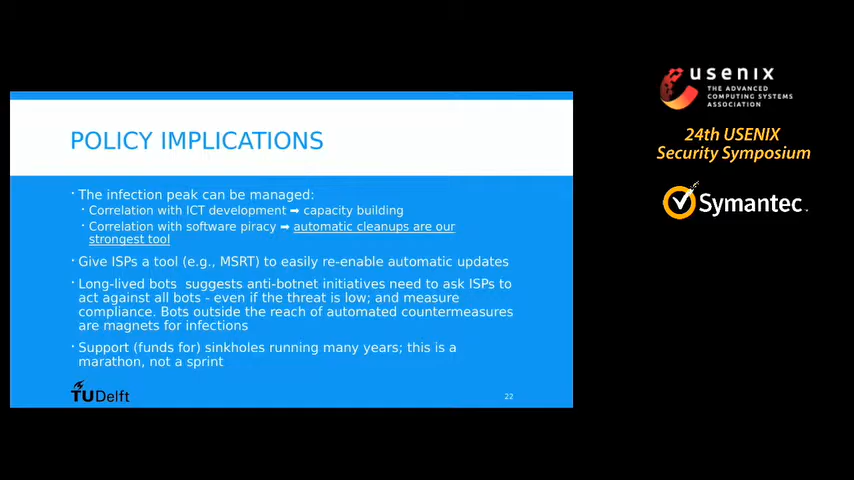 POLICY IMPLICATIONS
· The infection peak can be managed:
· Correlation with ICT development ➡ capacity building
· Correlation with software piracy ➡ automatic cleanups are our
strongest tool
· Give ISPs a tool (e.g., MSRT) to easily re-enable automatic updates
· Long-lived bots suggests anti-botnet initiatives need to ask ISPs to
act against all bots - even if the threat is low; and measure
compliance. Bots outside the reach of automated countermeasures
are magnets for infections
· Support (funds for) sinkholes running many years; this is a
marathon, not a sprint
TUDelft
22
usenix
THE ADVANCED
COMPUTING SYSTEMS
ASSOCIATION
24th USENIX
Security Symposium
Symantec.